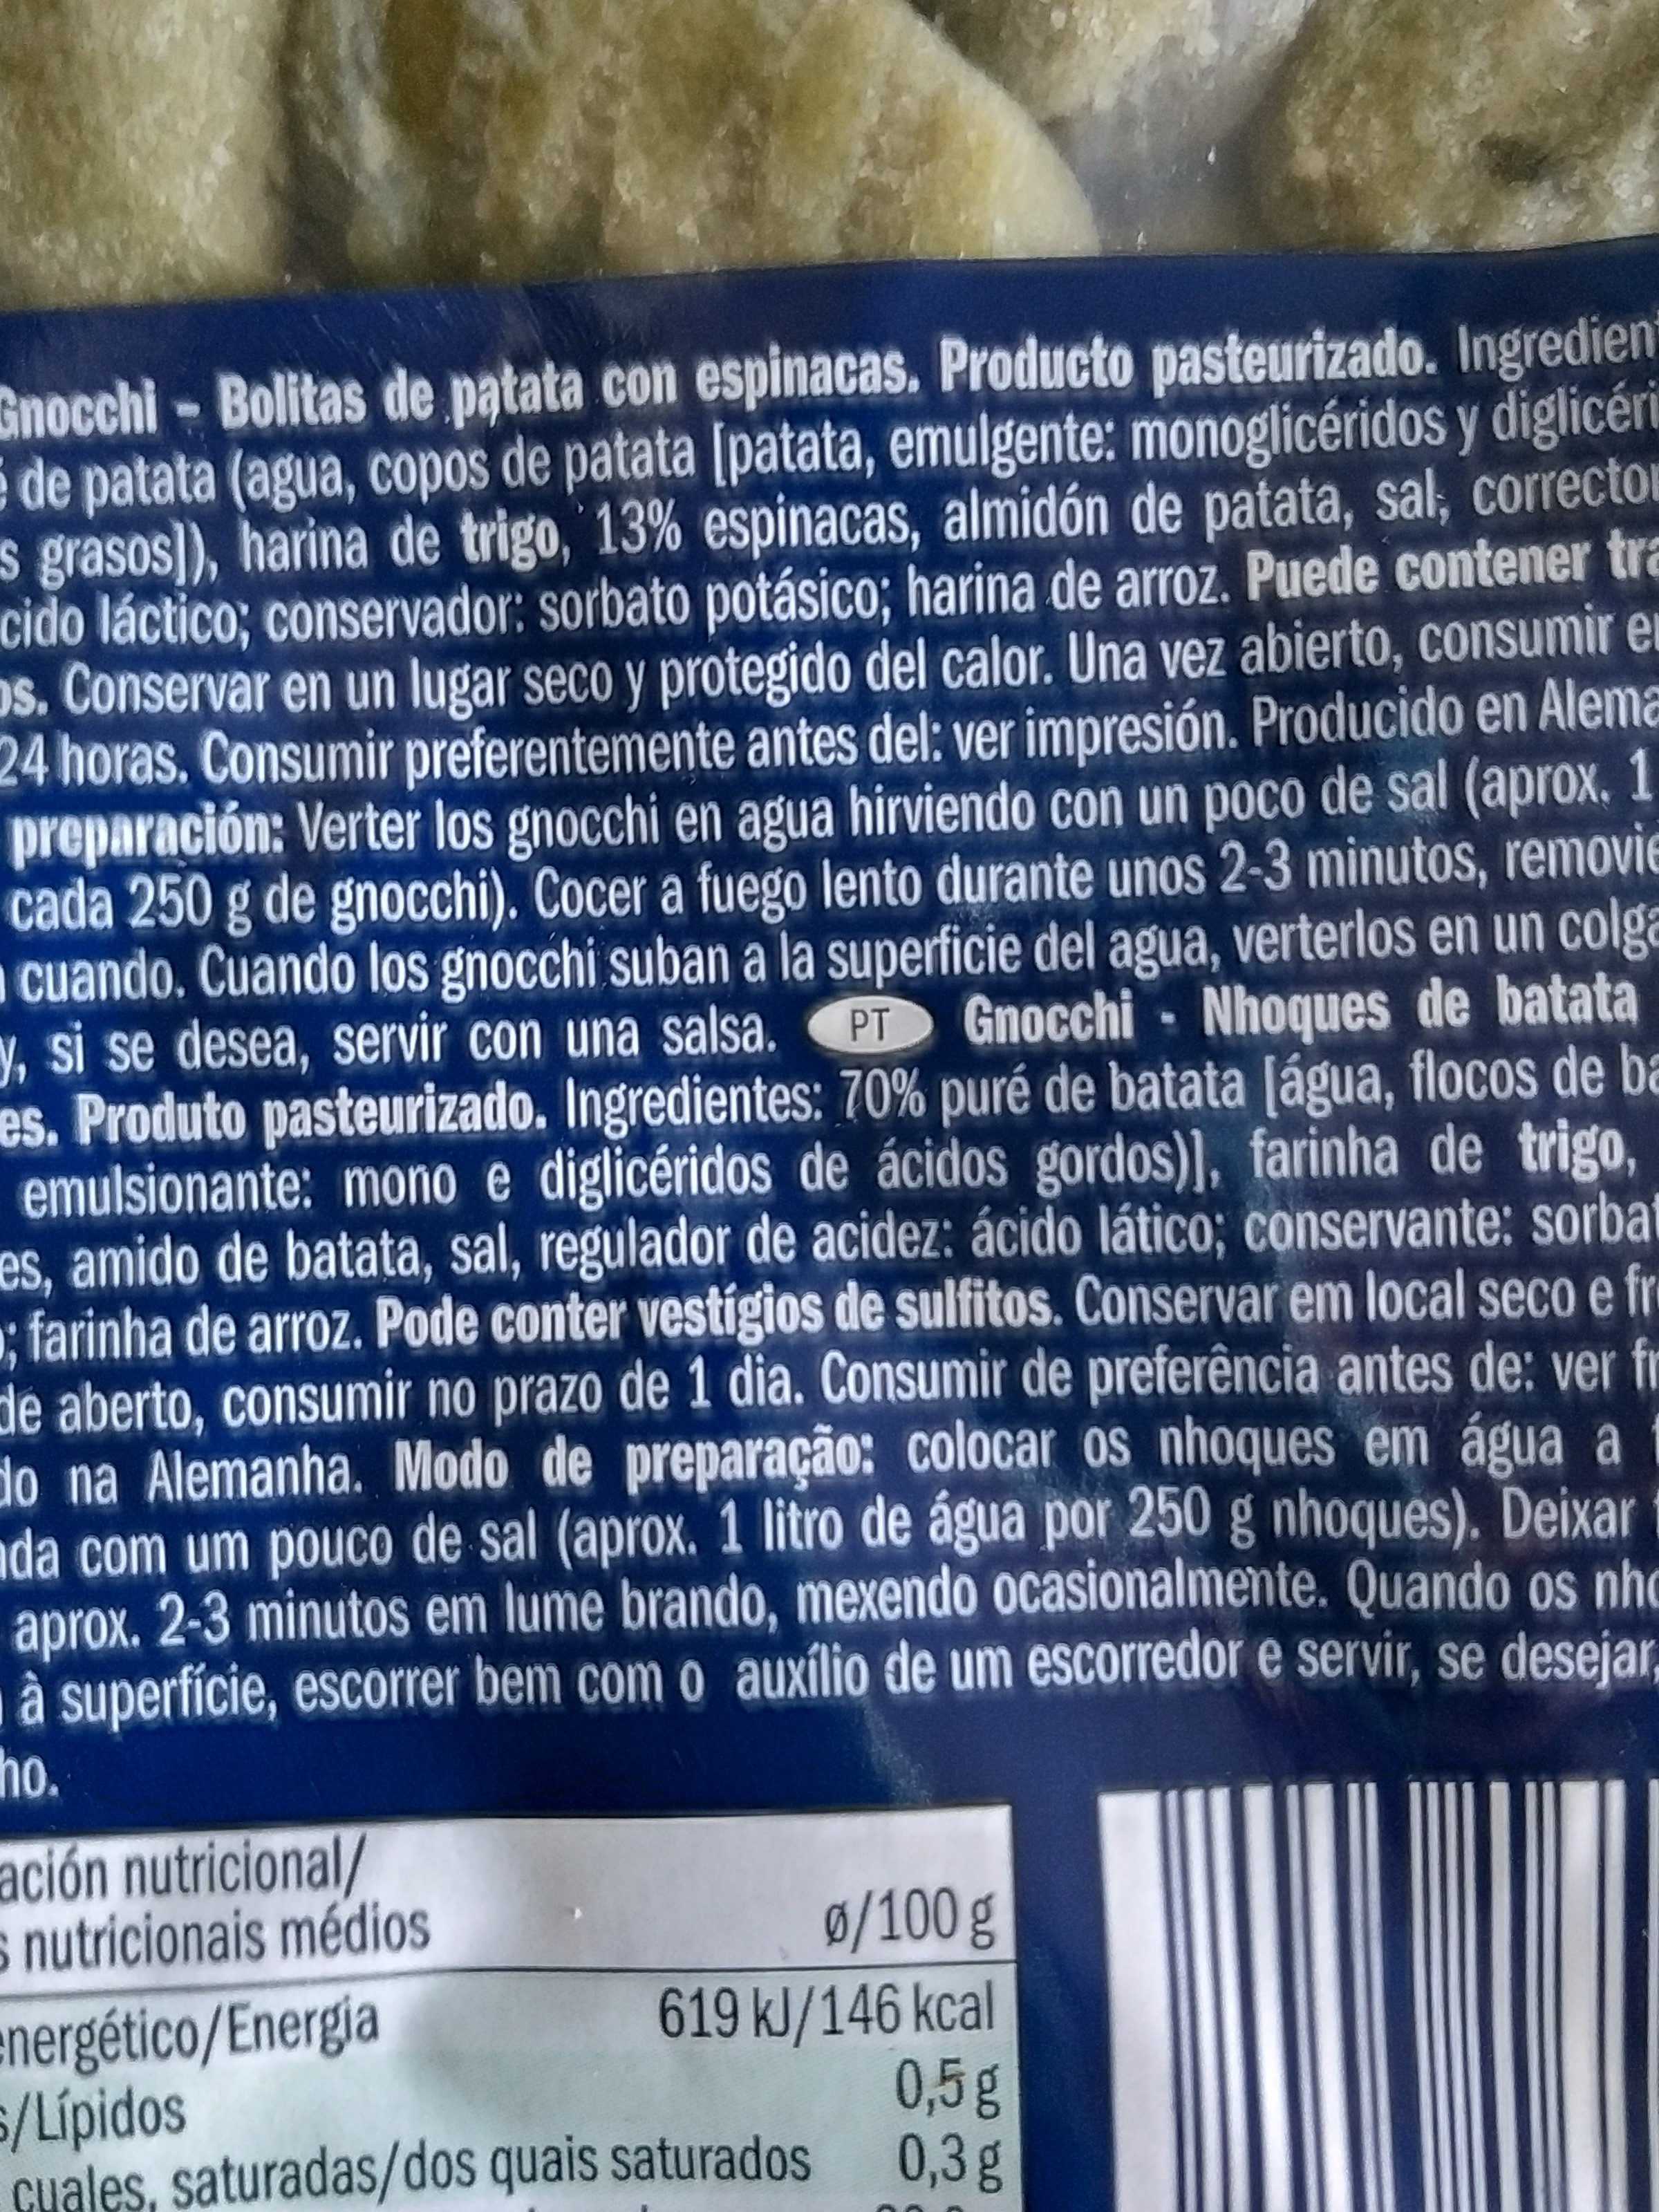 Gnocchi – Bolitas de patata con espinacas. Producto pasteurizado. Ingredien
de patata (agua, copos de patata [patata, emulgente: monoglicéridos y diglicéri
s grasos]), harina de trigo, 13% espinacas, almidón de patata, sal; corrector
cido láctico; conservador: sorbato potásico; harina de arroz. Puede contener tra
os. Conservar en un lugar seco y protegido del calor. Una vez abierto, consumir e
24 horas. Consumir preferentemente antes del: ver impresión. Producido en Alema
preparación: Verter los gnocchi en agua hirviendo con un poco de sal (aprox. 1
cada 250 g de gnocchi). Cocer a fuego lento durante unos 2-3 minutos, removie
cuando. Cuando los gnocchi suban a la superficie del agua, verterlos en un colga
y, si se desea, servir con una salsa. PT Gnocchi - Nhoques de batata
es. Produto pasteurizado. Ingredientes: 70% puré de batata [água, flocos de ba
emulsionante: mono e diglicéridos de ácidos gordos)], farinha de trigo,
es, amido de batata, sal, regulador de acidez: ácido lático; conservante: sorbat
; farinha de arroz. Pode conter vestígios de sulfitos. Conservar em local seco e fr
de aberto, consumir no prazo de 1 dia. Consumir de preferência antes de: ver fr
do na Alemanha. Modo de preparação: colocar os nhoques em água a f
da com um pouco de sal (aprox. 1 litro de água por 250 g nhoques). Deixar
aprox. 2-3 minutos em lume brando, mexendo ocasionalmente. Quando os nho
à superfície, escorrer bem com o auxílio de um escorredor e servir, se desejar,
ho.
ación nutricional/
s nutricionais médios ø/100 g
energético/Energia 619 kJ/146 kcal
s/Lípidos 0,5 g
cuales, saturadas/dos quais saturados 0,3 g